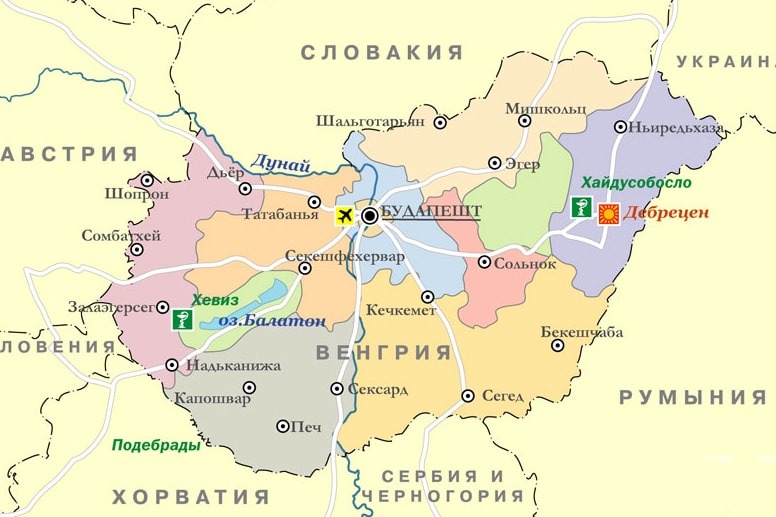 СЛОВАКИЯ
УКРАИН
Мишкольц
Шальготарьян
Ньиредьхаза
АВСТРИЯ
Дунай
Эгер
Дьёр
Хайдусобосло
Шопрон
Татабанья
БУДАПЕШТ
Дебрецен
Сомбатхей
Секешфехервар
Сольнок
Залаэгерсег
Хевиз
оз.Балатон
Кечкемет
Бекешчаба
ЛОВЕНИЯ
ВЕНГРИЯ
Надьканижа
Капошвар
Сексард
Сегед
РУМЫНИЯ
Печ
Подебрады
СЕРБИЯ И
ЧЕРНОГОРИЯ
ХОРВАТИЯ